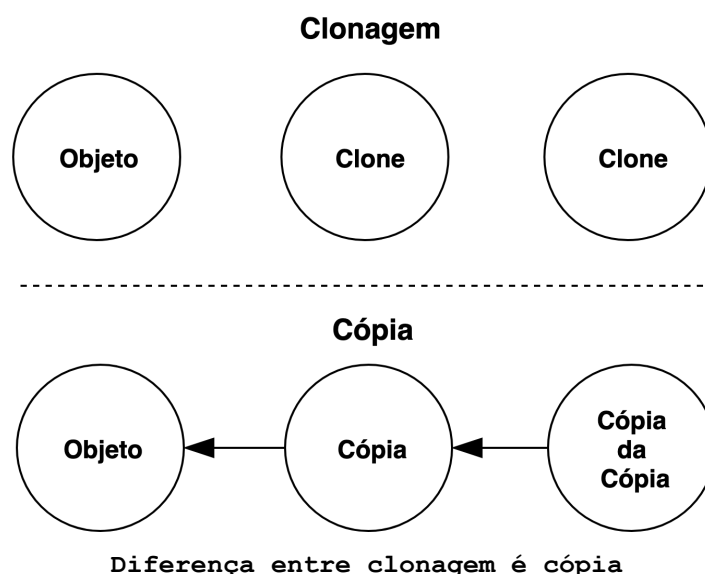 Clonagem
Objeto
Clone
Clone
Cópia
Objeto
Cópia
Cópia
da
Cópia
Diferença entre clonagem é cópia